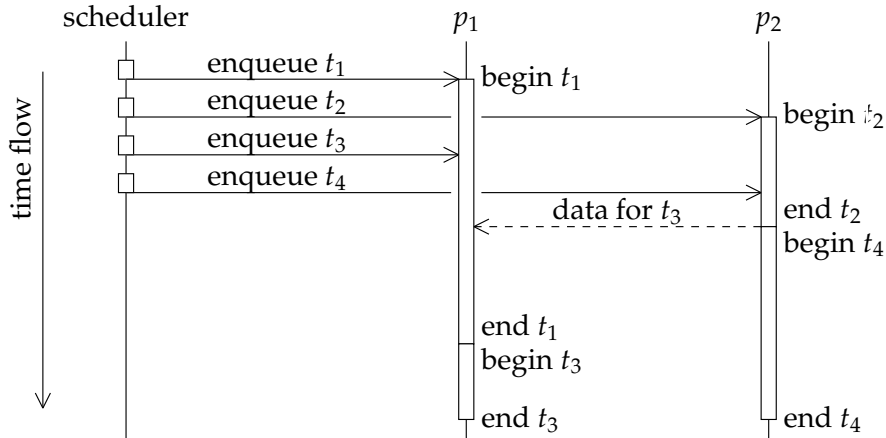 scheduler
p₁
p₂
time flow
enqueue t₁
begin t₁
enqueue t₂
begin t₂
enqueue t₃
enqueue t₄
data for t₃
end t₂
begin t₄
end t₁
begin t₃
end t₃
end t₄